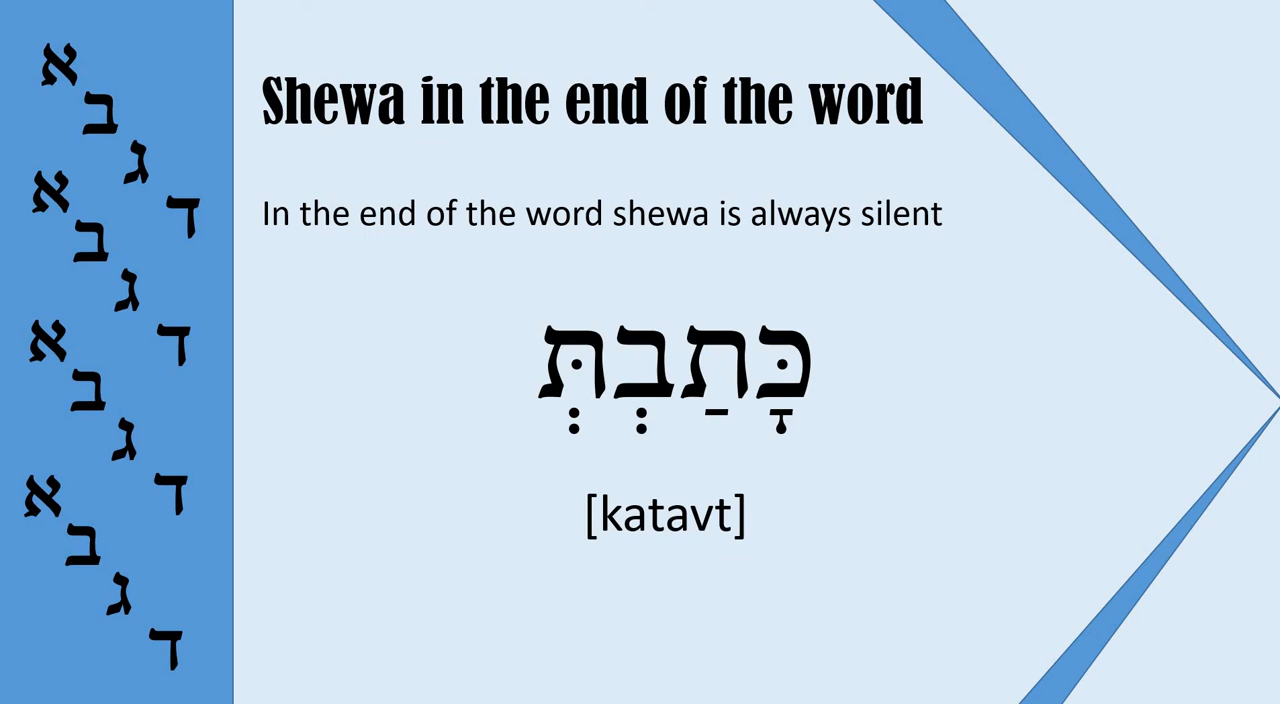 א
ב
ג
ד
א
ב
ג
ד
א
ב
ג
ד
א
ב
ג
ד
Shewa in the end of the word
In the end of the word shewa is always silent
כָּתַבְתְּ
[katavt]